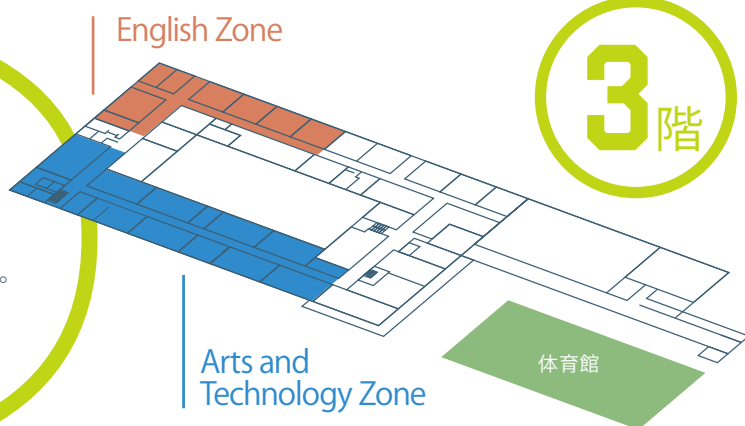 English Zone
3階
。
体育館
Arts and
Technology Zone